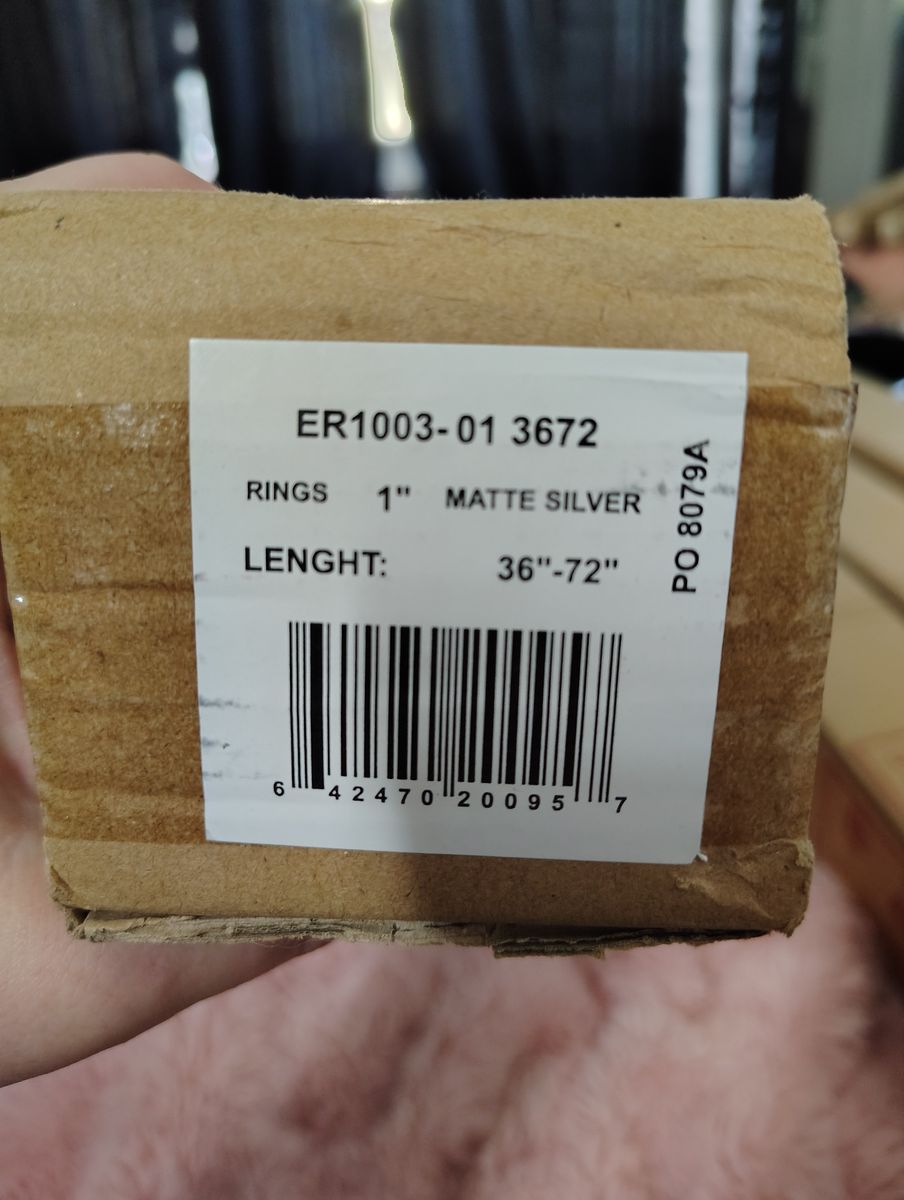 ER1003-01 3672
RINGS 1" MATTE SILVER
LENGHT: 36"-72"
PO 8079A
6 42470 20095 7